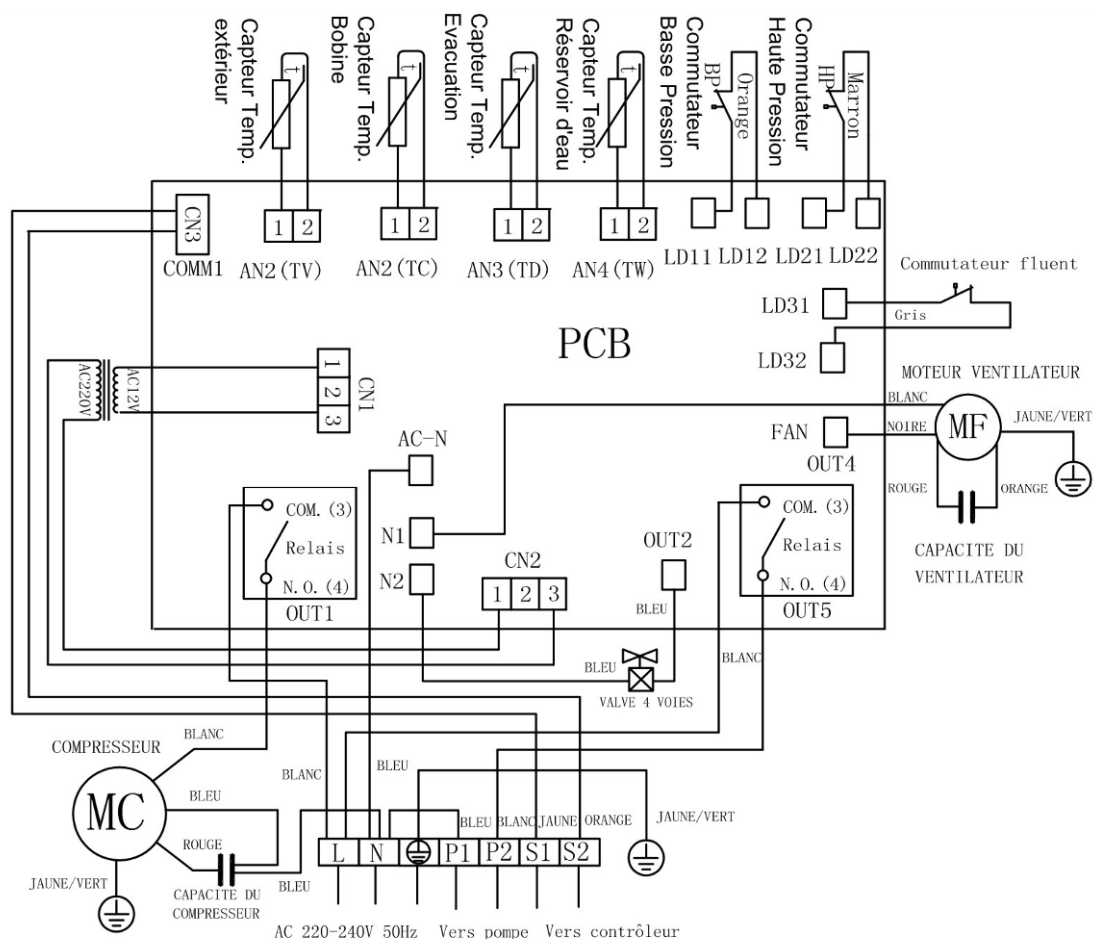 Capteur Temp.
extérieur
Capteur Temp.
Bobine
Capteur Temp.
Evacuation
Capteur Temp.
Réservoir d'eau
Commutateur
Basse Pression
Commutateur
Haute Pression
t
t
t
t
BP
Orange
HP
Marron
CN3
COMM1
1 2
AN2(TV)
1 2
AN2(TC)
1 2
AN3(TD)
1 2
AN4(TW)
LD11 LD12 LD21 LD22
Commutateur fluent
LD31
Gris
LD32
PCB
AC220V
AC12V
1
2
3
CN1
MOTEUR VENTILATEUR
BLANC
MF
JAUNE/VERT
FAN
NOIRE
OUT4
ROUGE
ORANGE
CAPACITE DU
VENTILATEUR
AC-N
N1
N2
COM. (3)
Relais
N.O. (4)
OUT1
CN2
1 2 3
OUT2
COM. (3)
Relais
N.O. (4)
OUT5
BLEU
BLEU
BLANC
VALVE 4 VOIES
COMPRESSEUR
BLANC
MC
BLEU
ROUGE
JAUNE/VERT
CAPACITE DU
COMPRESSEUR
BLEU
BLANC
BLEU
BLEU BLANC JAUNE ORANGE
JAUNE/VERT
L N P1 P2 S1 S2
AC 220-240V 50Hz Vers pompe Vers contrôleur